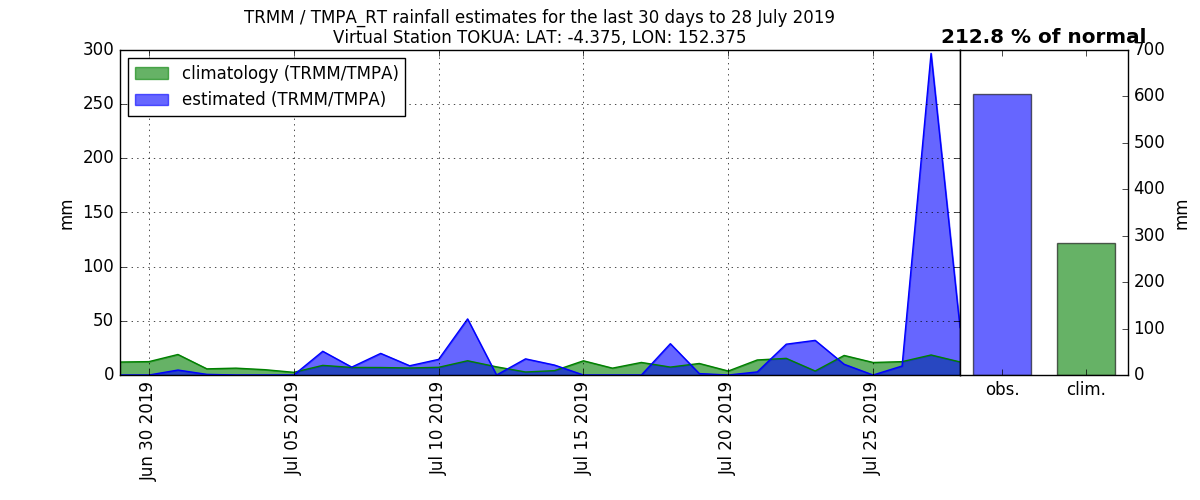 TRMM / TMPA_RT rainfall estimates for the last 30 days to 28 July 2019
Virtual Station TOKUA: LAT: -4.375, LON: 152.375
212.8 % of normal
climatology (TRMM/TMPA)
estimated (TRMM/TMPA)
mm
300
250
200
150
100
50
0
Jun 30 2019
Jul 05 2019
Jul 10 2019
Jul 15 2019
Jul 20 2019
Jul 25 2019
700
600
500
400
300
200
100
0
mm
obs.
clim.